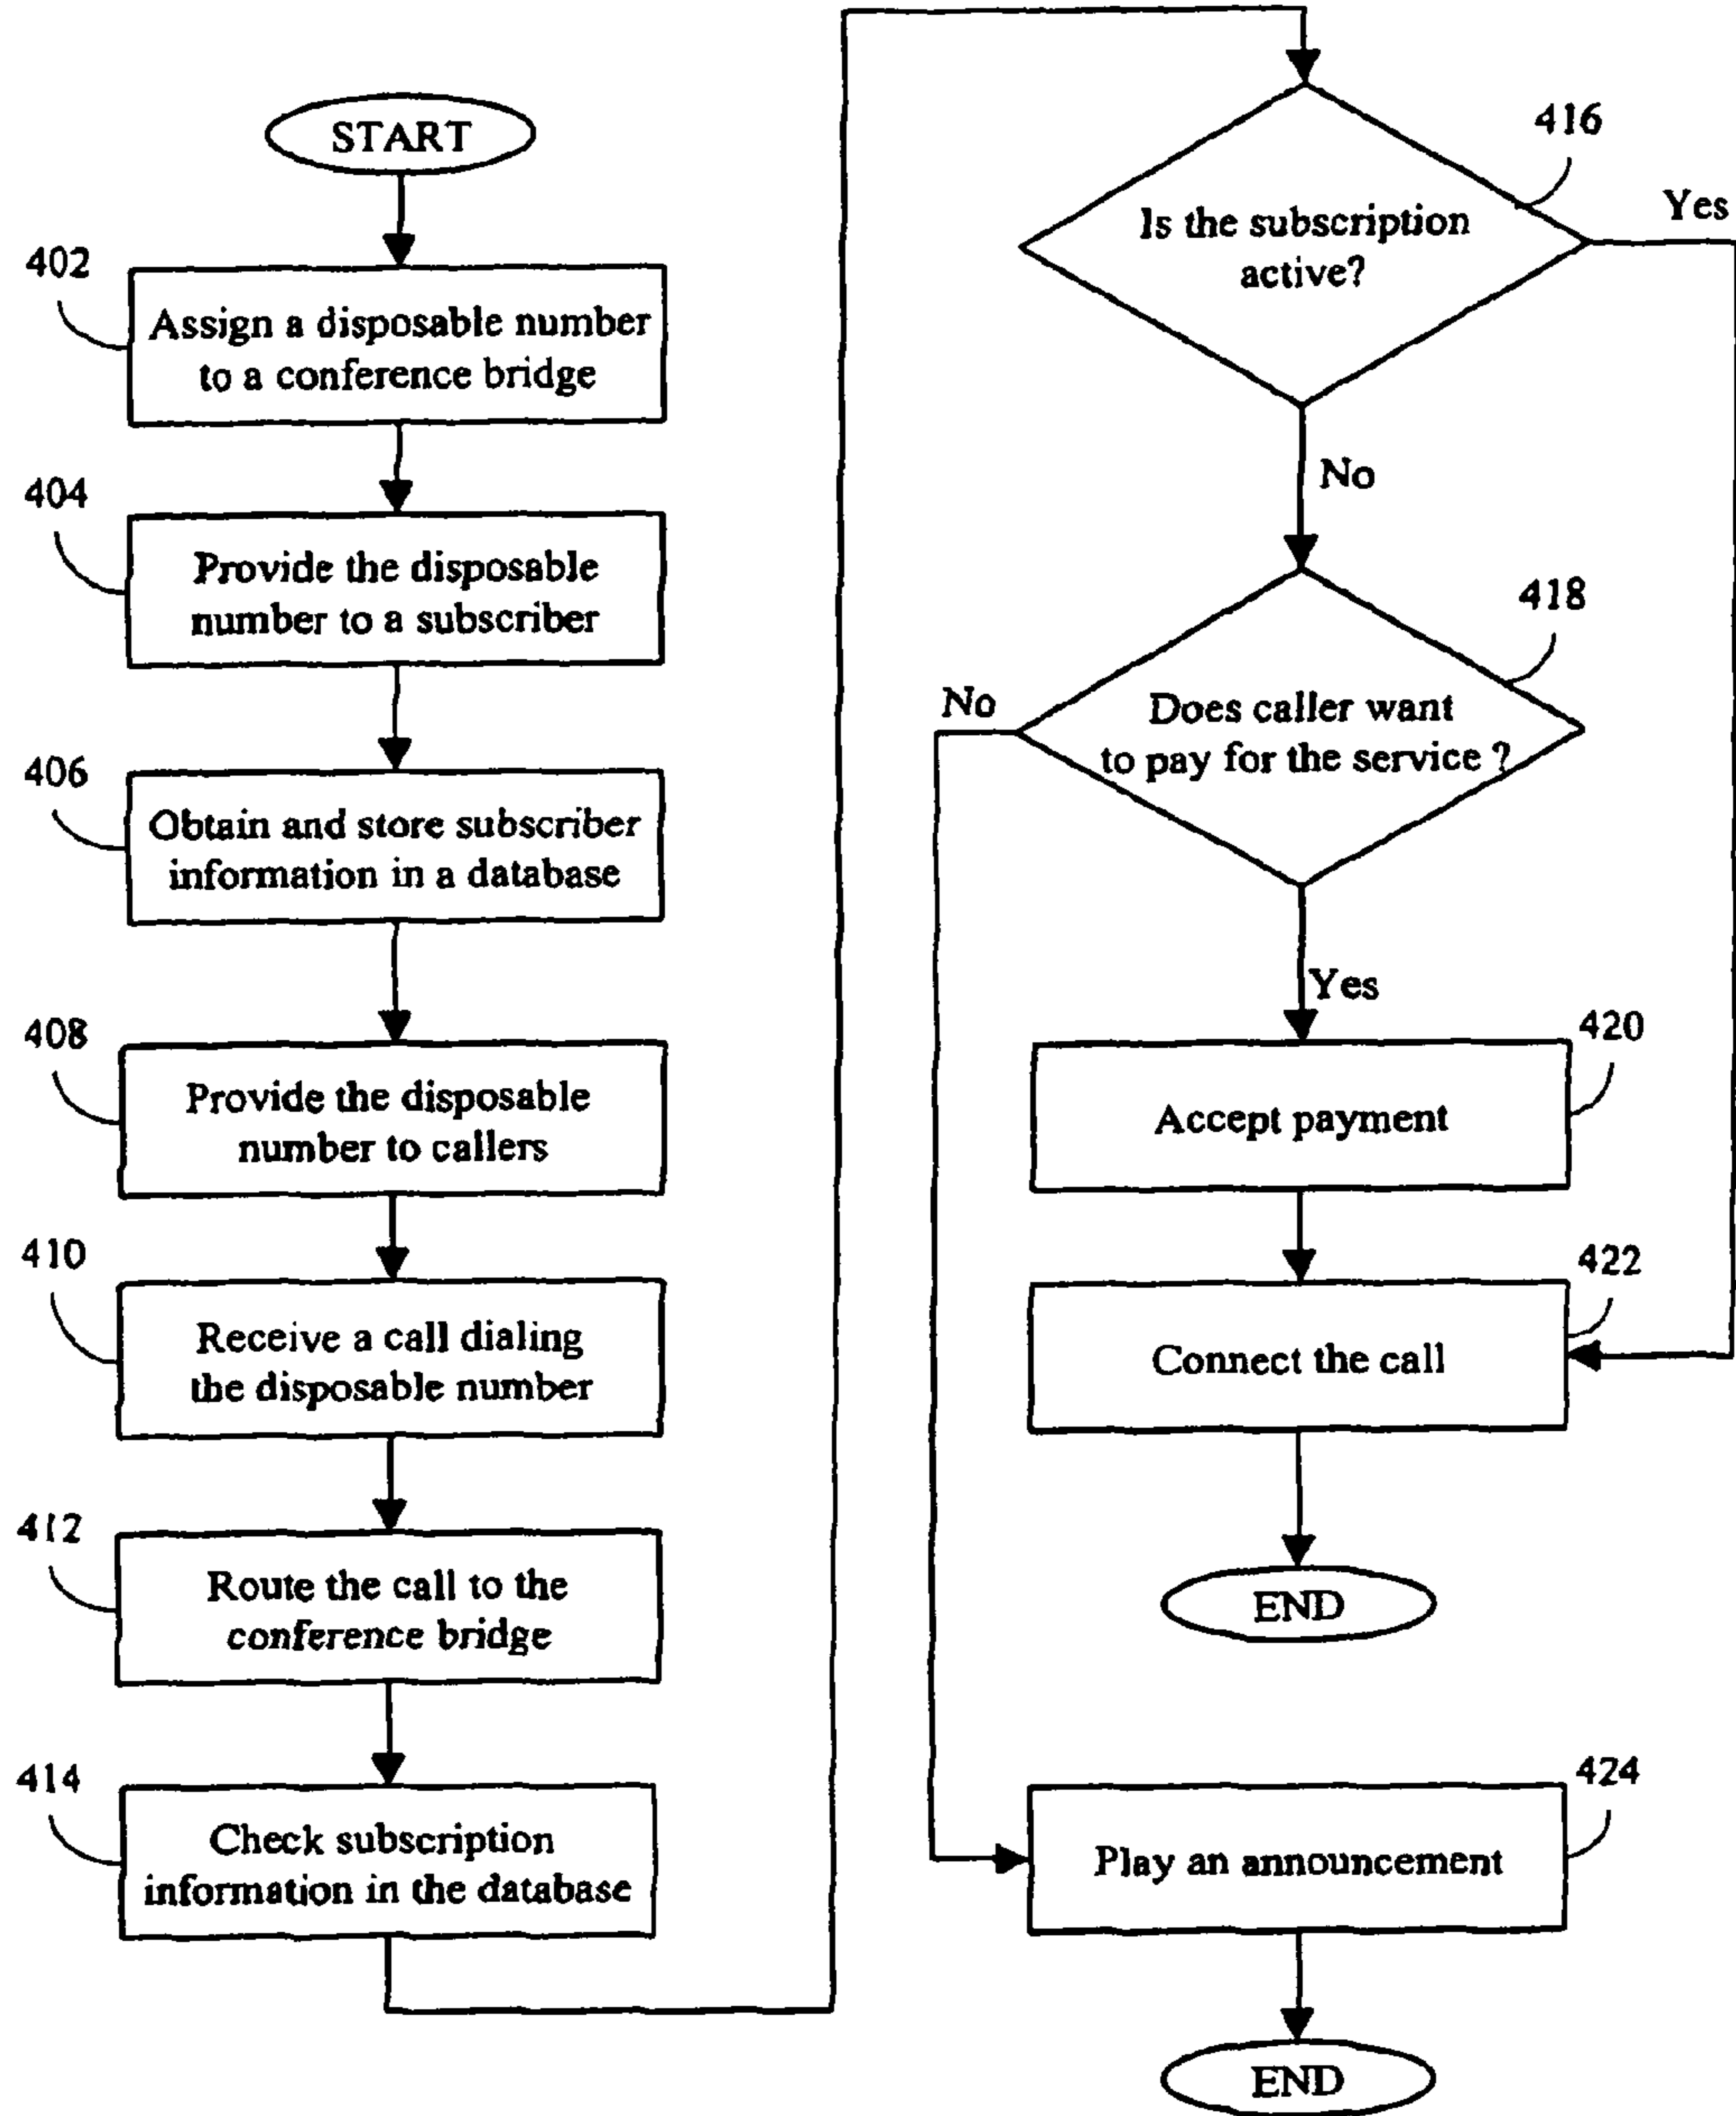 START
402
Assign a disposable number
to a conference bridge
404
Provide the disposable
number to a subscriber
406
Obtain and store subscriber
information in a database
408
Provide the disposable
number to callers
410
Receive a call dialing
the disposable number
412
Route the call to the
conference bridge
414
Check subscription
information in the database
416
Is the subscription
active?
Yes
No
418
Does caller want
to pay for the service ?
No
Yes
420
Accept payment
422
Connect the call
END
424
Play an announcement
END